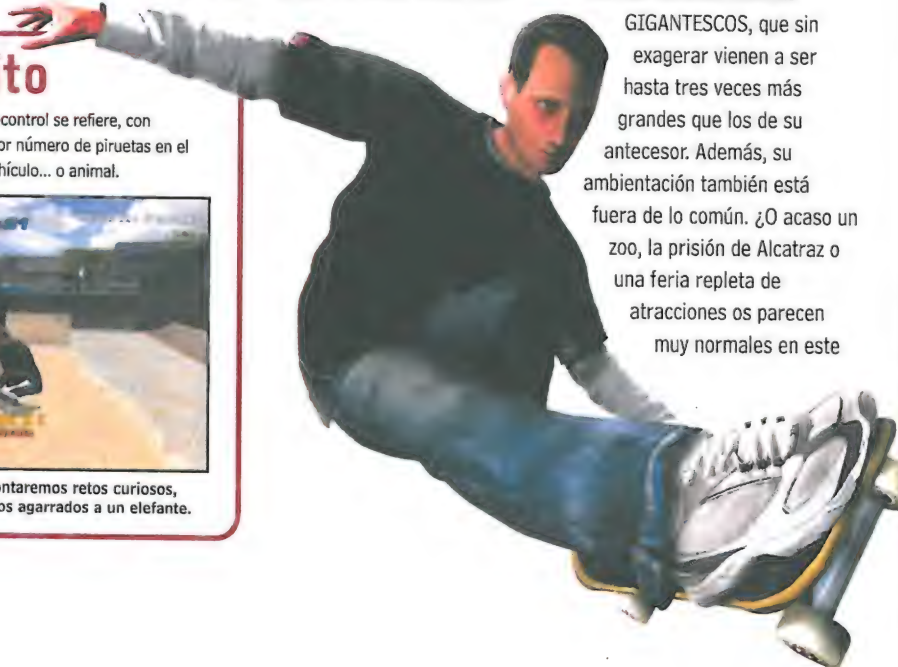 to
control se refiere, con
or número de piruetas en el
hículo... o animal.
ntaremos retos curiosos,
os agarrados a un elefante.
GIGANTESCOS, que sin
exagerar vienen a ser
hasta tres veces más
grandes que los de su
antecesor. Además, su
ambientación también está
fuera de lo común. ¿O acaso un
zoo, la prisión de Alcatraz o
una feria repleta de
atracciones os parecen
muy normales en este